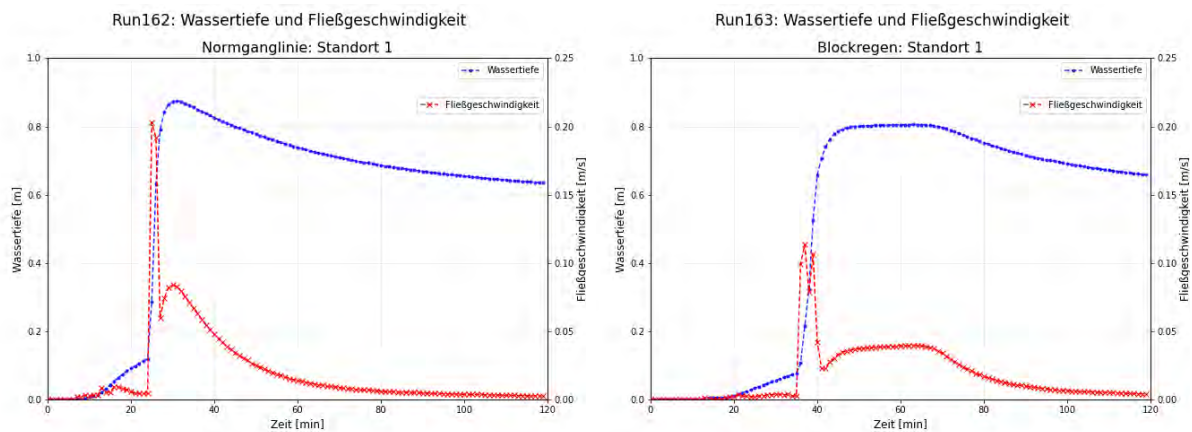 Run162: Wassertiefe und Fließgeschwindigkeit
Normganglinie: Standort 1
1.0
0.8
0.6
0.4
0.2
0.0
Wassertiefe [m]
0.25
0.20
0.15
0.10
0.05
0.00
Fließgeschwindigkeit [m/s]
Wassertiefe
Fließgeschwindigkeit
0 20 40 60 80 100 120
Zeit [min]
Run163: Wassertiefe und Fließgeschwindigkeit
Blockregen: Standort 1
1.0
0.8
0.6
0.4
0.2
0.0
Wassertiefe [m]
0.25
0.20
0.15
0.10
0.05
0.00
Fließgeschwindigkeit [m/s]
Wassertiefe
Fließgeschwindigkeit
0 20 40 60 80 100 120
Zeit [min]